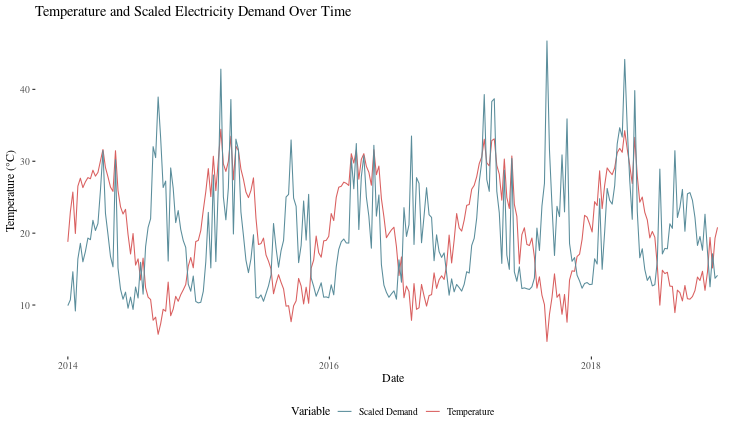 Temperature and Scaled Electricity Demand Over Time
Temperature (°C)
40
30
20
10
2014
2016
2018
Date
Variable
Scaled Demand
Temperature